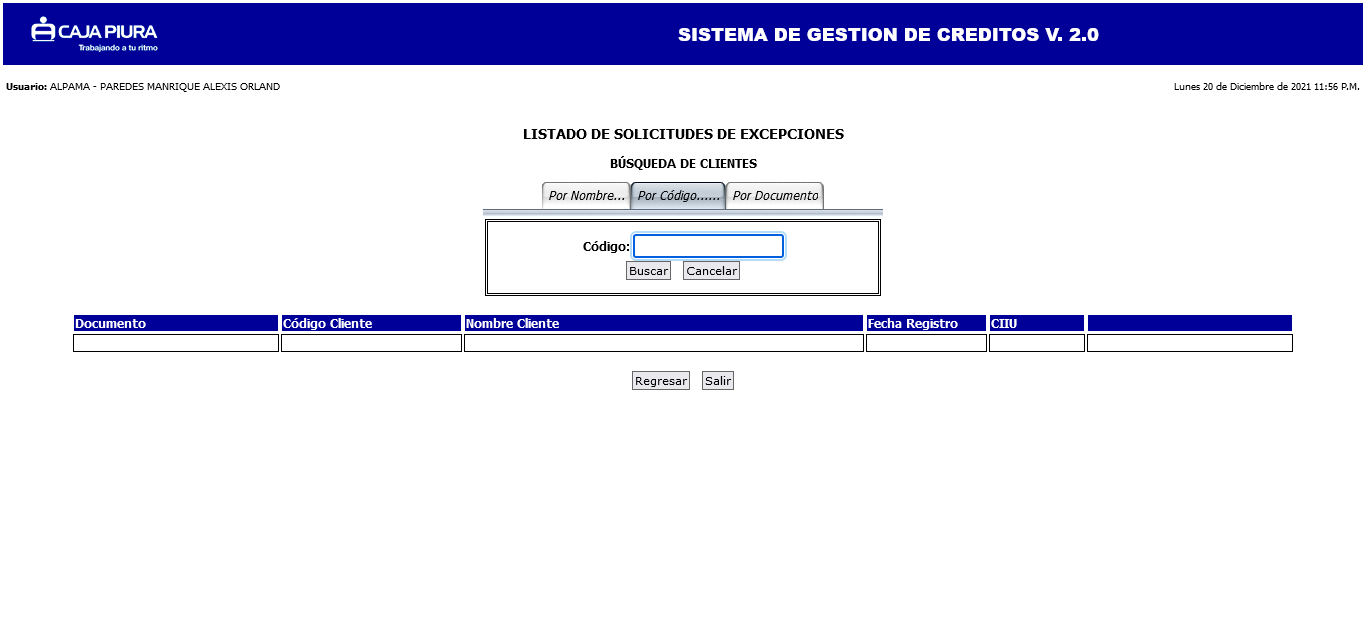 CAJA PIURA
Trabajando a tu ritmo
SISTEMA DE GESTION DE CREDITOS V. 2.0
Usuario: ALPAMA - PAREDES MANRIQUE ALEXIS ORLAND
Lunes 20 de Diciembre de 2021 11:56 P.M.
LISTADO DE SOLICITUDES DE EXCEPCIONES
BÚSQUEDA DE CLIENTES
Por Nombre... Por Código...... Por Documento
Código:
Buscar Cancelar
Documento Código Cliente Nombre Cliente Fecha Registro CIIU
Regresar Salir